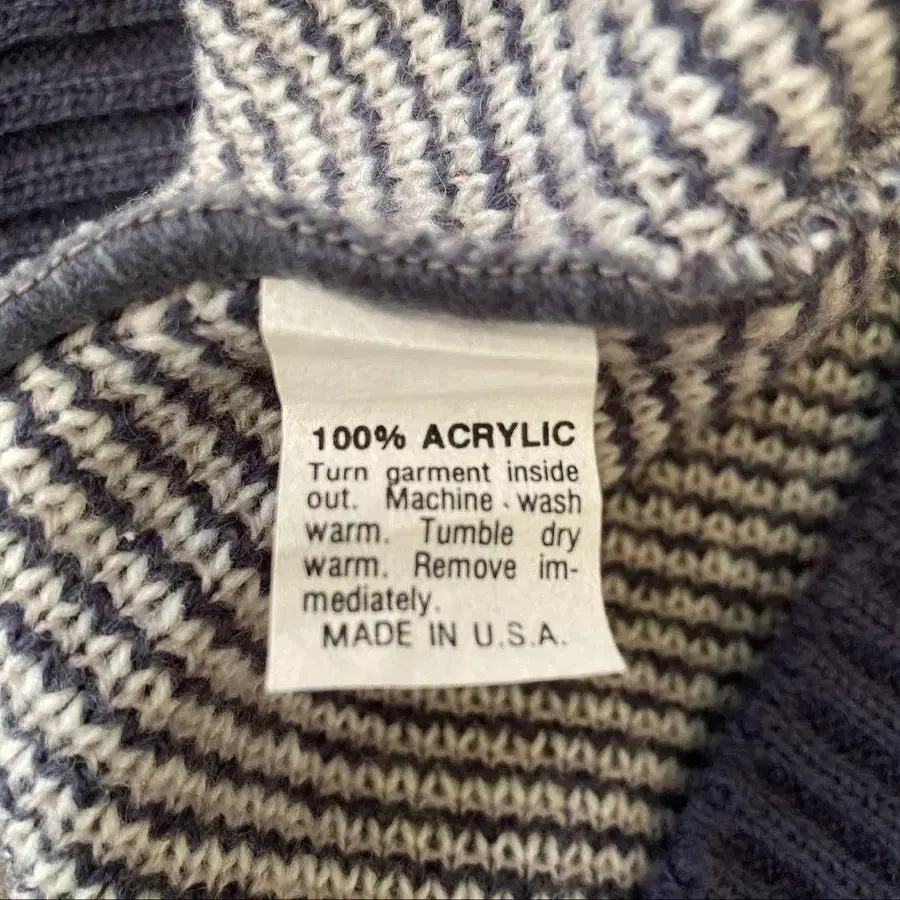 100% ACRYLIC
Turn garment inside
out. Machine wash
warm. Tumble dry
warm. Remove im-
mediately.
MADE IN U.S.A.